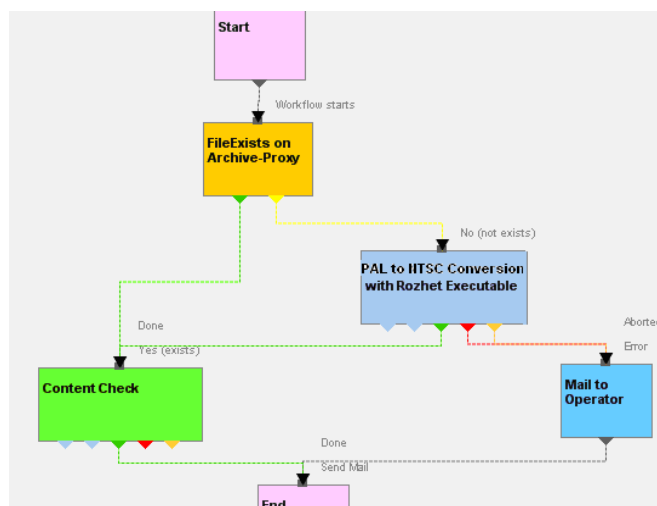 Start
Workflow starts
FileExists on
Archive-Proxy
No (not exists)
PAL to NTSC Conversion
with Rozhet Executable
Done
Yes (exists)
Aborted
Error
Content Check
Mail to
Operator
Done
Send Mail
End